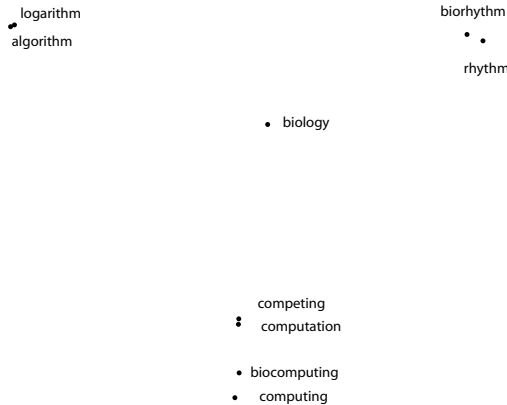 logarithm
algorithm
biorhythm
rhythm
biology
competing
computation
biocomputing
computing